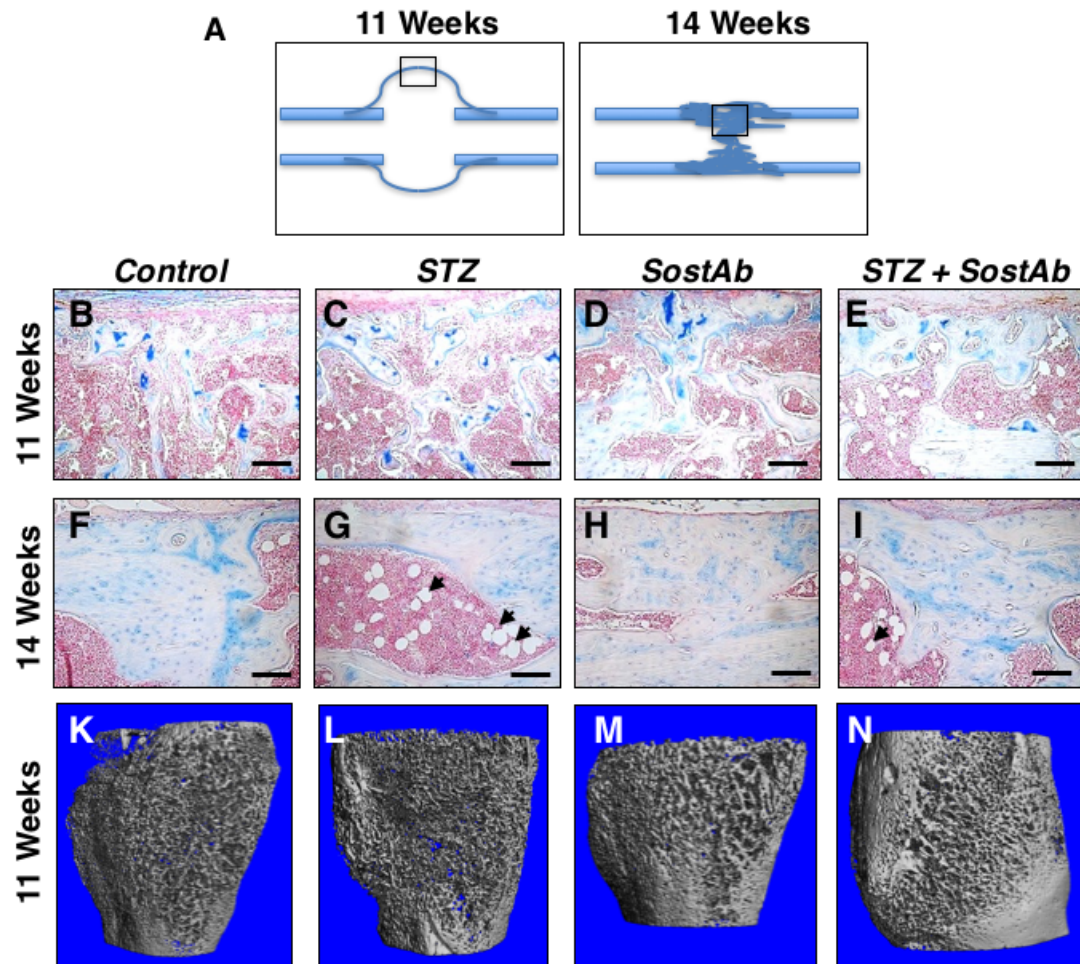 A
11 Weeks
14 Weeks
Control
STZ
SostAb
STZ + SostAb
11 Weeks
B
C
D
E
14 Weeks
F
G
H
I
11 Weeks
K
L
M
N